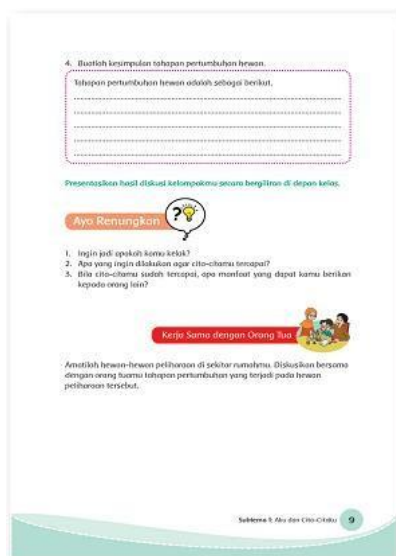 4. Buatlah kesimpulan tahapan pertumbuhan hewan.
Tahapan pertumbuhan hewan adalah sebagai berikut.
Presentasikan hasil diskusi kelompokmu secara bergiliran di depan kelas.
Ayo Renungkan
1. Ingin jadi apakah kamu kelak?
2. Apa yang ingin dilakukan agar cita-citamu tercapai?
3. Bila cita-citamu sudah tercapai, apa manfaat yang dapat kamu berikan
kepada orang lain?
Kerja Sama dengan Orang Tua
Amatilah hewan-hewan peliharaan di sekitar rumahmu. Diskusikan bersama
dengan orang tuamu tahapan pertumbuhan yang terjadi pada hewan
peliharaan tersebut.
Subtema 1: Aku dan Cita-Citaku 9